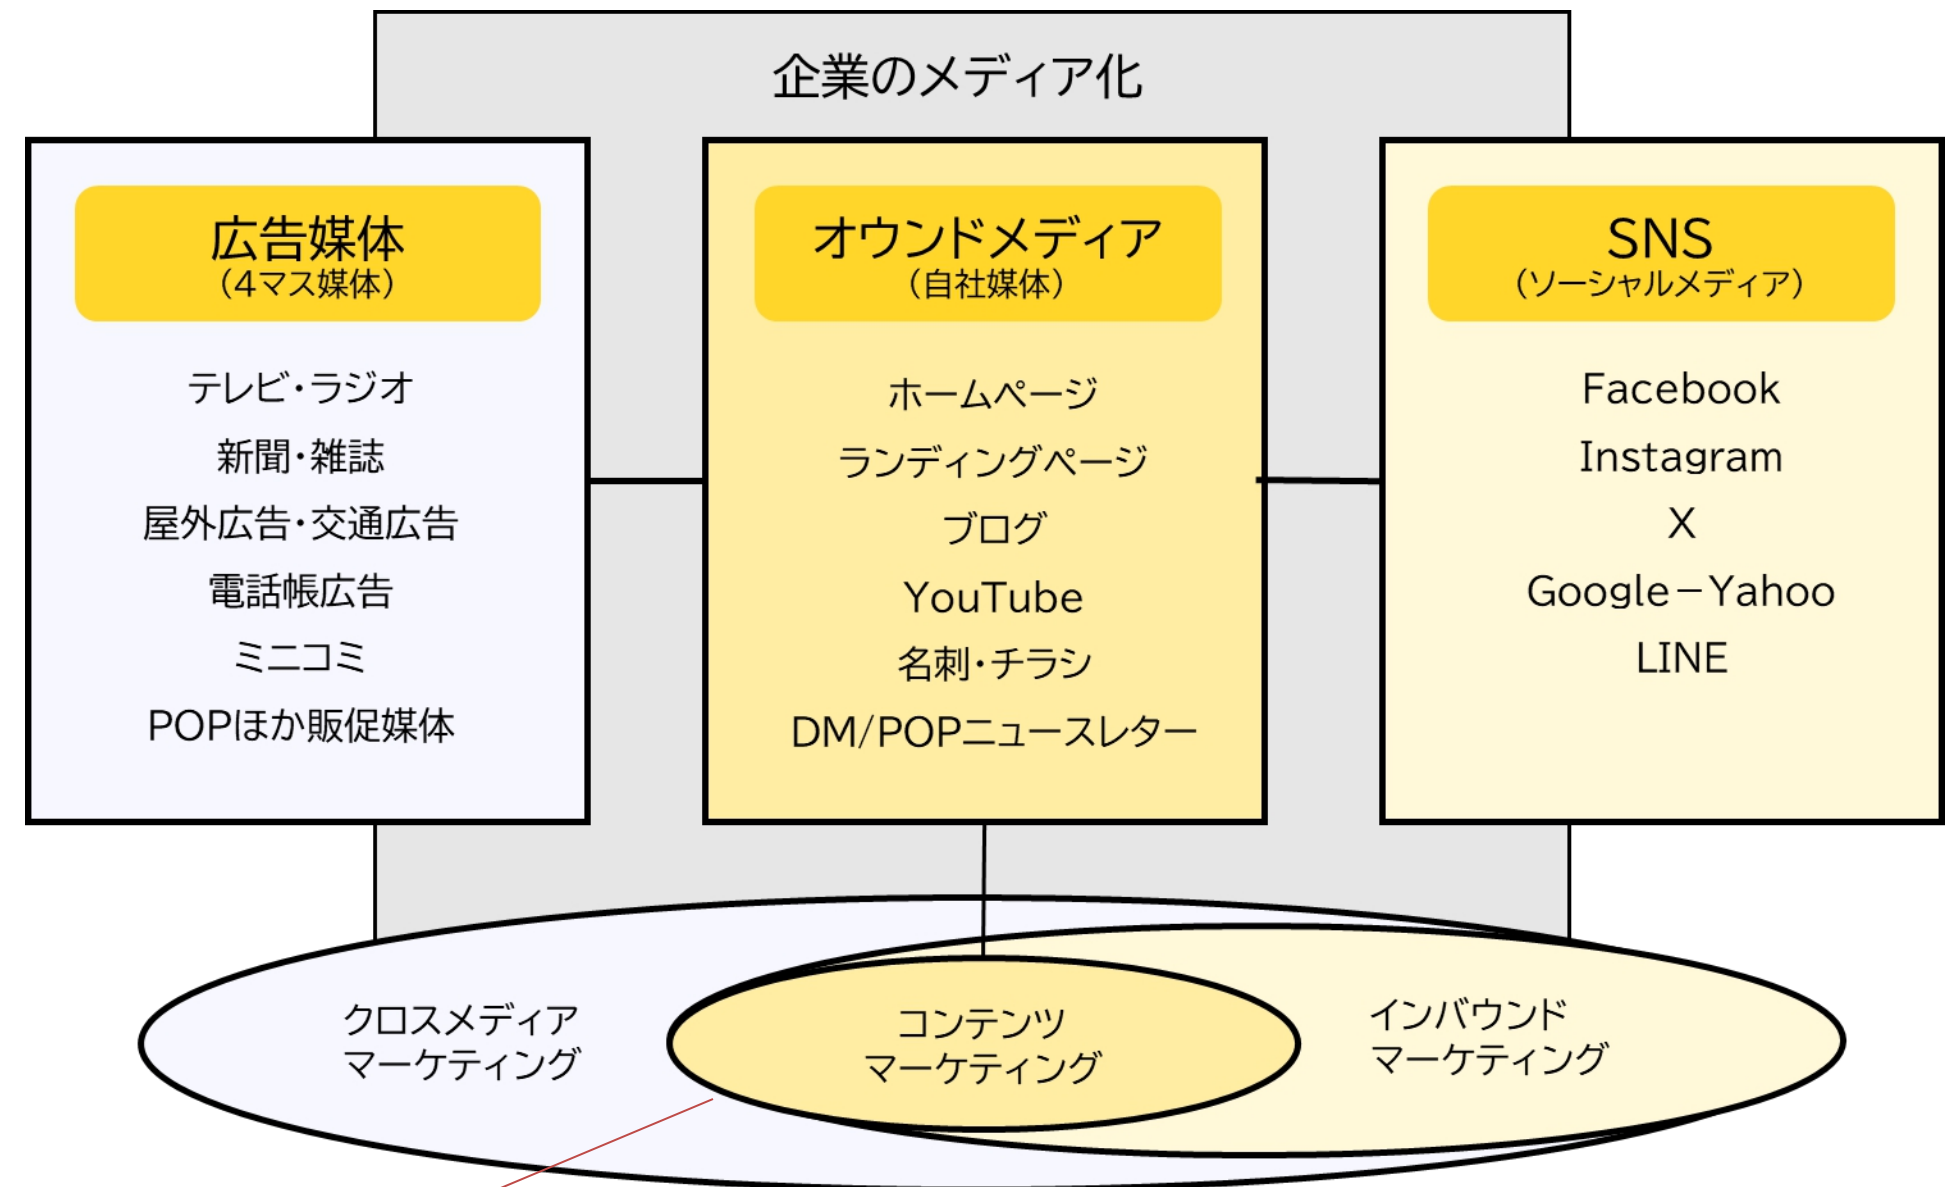 企業のメディア化
広告媒体
（4マス媒体）
テレビ・ラジオ
新聞・雑誌
屋外広告・交通広告
電話帳広告
ミニコミ
POPほか販促媒体
オウンドメディア
（自社媒体）
ホームページ
ランディングページ
ブログ
YouTube
名刺・チラシ
DM/POPニュースレター
SNS
（ソーシャルメディア）
Facebook
Instagram
X
Google－Yahoo
LINE
クロスメディア
マーケティング
コンテンツ
マーケティング
インバウンド
マーケティング